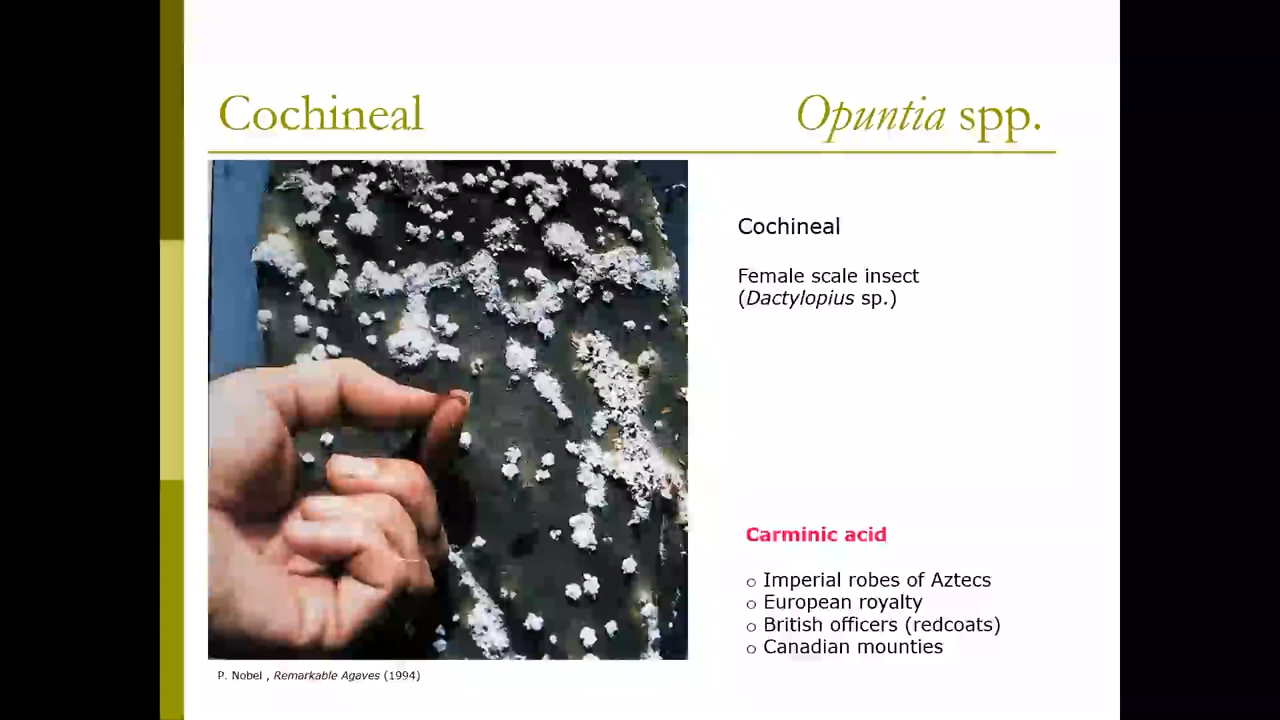 Cochineal
Opuntia spp.
Cochineal
Female scale insect
(Dactylopius sp.)
Carminic acid
o Imperial robes of Aztecs
o European royalty
o British officers (redcoats)
o Canadian mounties
P. Nobel , Remarkable Agaves (1994)